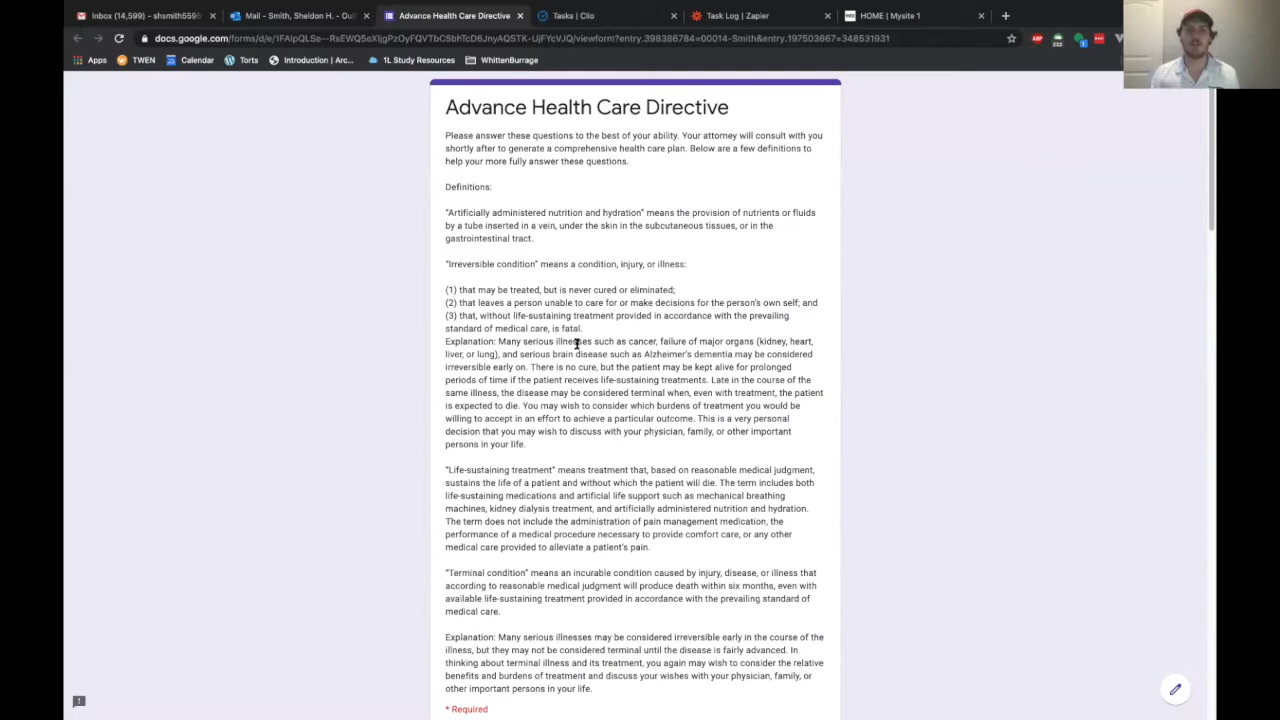 Inbox (14,599) - shsmith6595
Mail - Smith, Sheldon H. - Out
Advance Health Care Directive
Tasks | Clio
Task Log | Zapier
HOME | Mysite 1
docs.google.com/forms/d/e/
Apps
TWEN
Calendar
Torts
Introduction | Arc...
1L Study Resources
WhittenBurrage
Advance Health Care Directive
Please answer these questions to the best of your ability. Your attorney will consult with you
shortly after to generate a comprehensive health care plan. Below are a few definitions to
help your more fully answer these questions.
Definitions:
"Artificially administered nutrition and hydration" means the provision of nutrients or fluids
by a tube inserted in a vein, under the skin in the subcutaneous tissues, or in the
gastrointestinal tract.
"Irreversible condition" means a condition, injury, or illness:
(1) that may be treated, but is never cured or eliminated;
(2) that leaves a person unable to care for or make decisions for the person's own self; and
(3) that, without life-sustaining treatment provided in accordance with the prevailing
standard of medical care, is fatal.
Explanation: Many serious illnesses such as cancer, failure of major organs (kidney, heart,
liver, or lung), and serious brain disease such as Alzheimer's dementia may be considered
irreversible early on. There is no cure, but the patient may be kept alive for prolonged
periods of time if the patient receives life-sustaining treatments. Late in the course of the
same illness, the disease may be considered terminal when, even with treatment, the patient
is expected to die. You may wish to consider which burdens of treatment you would be
willing to accept in an effort to achieve a particular outcome. This is a very personal
decision that you may wish to discuss with your physician, family, or other important
persons in your life.
"Life-sustaining treatment" means treatment that, based on reasonable medical judgment,
sustains the life of a patient and without which the patient will die. The term includes both
life-sustaining medications and artificial life support such as mechanical breathing
machines, kidney dialysis treatment, and artificially administered nutrition and hydration.
The term does not include the administration of pain management medication, the
performance of a medical procedure necessary to provide comfort care, or any other
medical care provided to alleviate a patient's pain.
"Terminal condition" means an incurable condition caused by injury, disease, or illness that
according to reasonable medical judgment will produce death within six months, even with
available life-sustaining treatment provided in accordance with the prevailing standard of
medical care.
Explanation: Many serious illnesses may be considered irreversible early in the course of the
illness, but they may not be considered terminal until the disease is fairly advanced. In
thinking about terminal illness and its treatment, you again may wish to consider the relative
benefits and burdens of treatment and discuss your wishes with your physician, family, or
other important persons in your life.
* Required